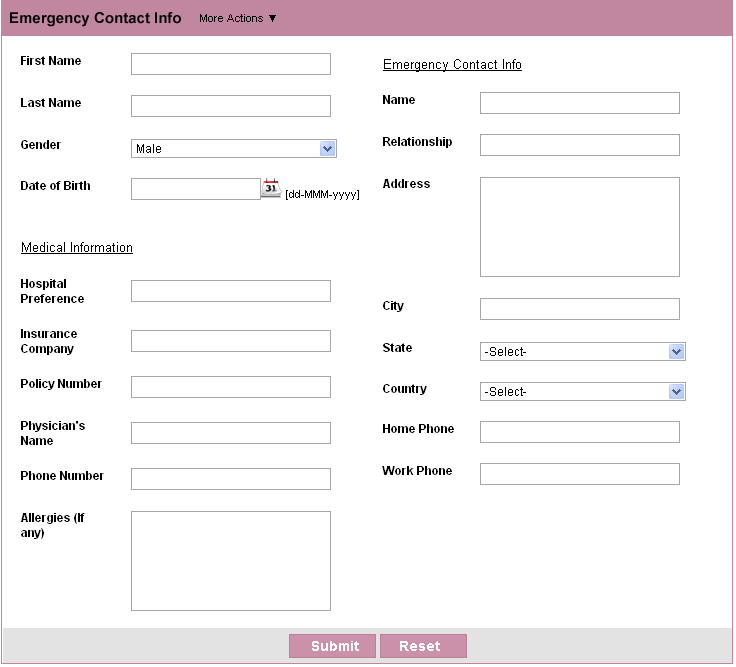 Emergency Contact Info More Actions ▼
First Name
Last Name
Gender Male
Date of Birth 31 [dd-MMM-yyyy]
Medical Information
Hospital
Preference
Insurance
Company
Policy Number
Physician's
Name
Phone Number
Allergies (If
any)
Emergency Contact Info
Name
Relationship
Address
City
State -Select-
Country -Select-
Home Phone
Work Phone
Submit Reset